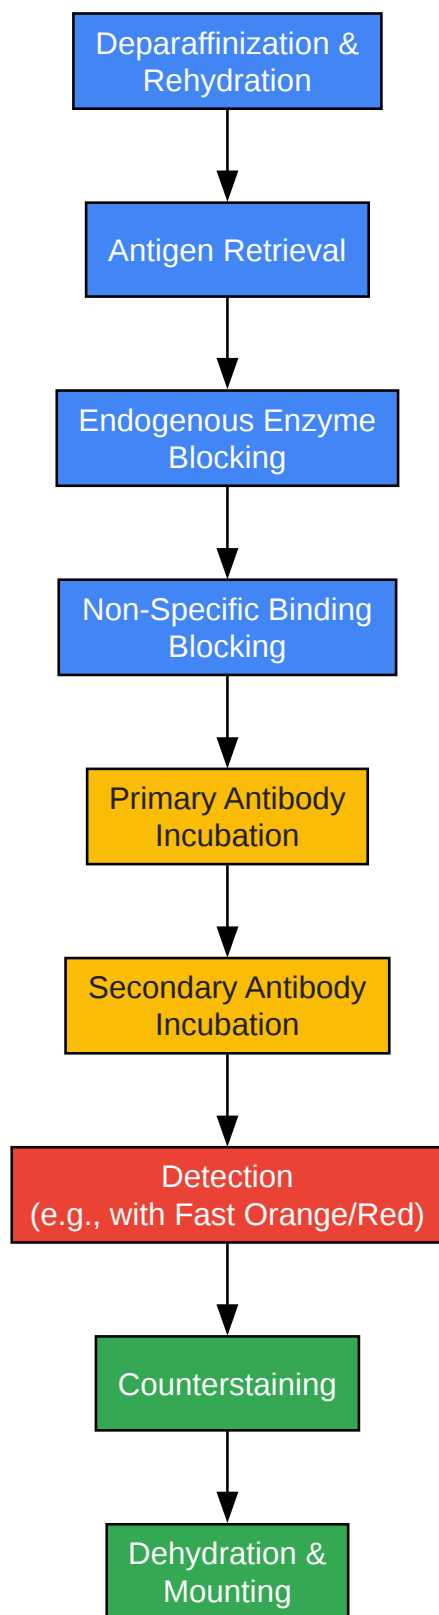 Deparaffinization &
Rehydration
Antigen Retrieval
Endogenous Enzyme
Blocking
Non-Specific Binding
Blocking
Primary Antibody
Incubation
Secondary Antibody
Incubation
Detection
(e.g., with Fast Orange/Red)
Counterstaining
Dehydration &
Mounting